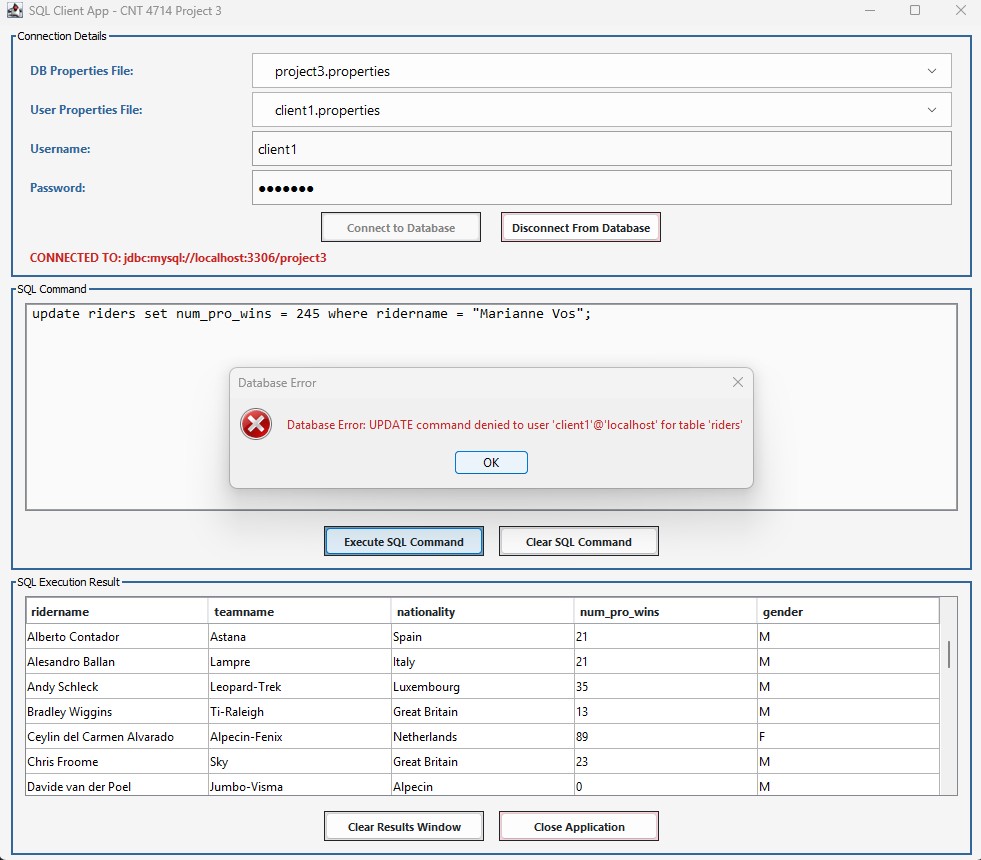 SQL Client App - CNT 4714 Project 3
Connection Details
DB Properties File: project3.properties
User Properties File: client1.properties
Username: client1
Password: •••••••
Connect to Database Disconnect From Database
CONNECTED TO: jdbc:mysql://localhost:3306/project3
SQL Command
update riders set num_pro_wins = 245 where ridername = "Marianne Vos";
Database Error
Database Error: UPDATE command denied to user 'client1'@'localhost' for table 'riders'
OK
Execute SQL Command Clear SQL Command
SQL Execution Result
ridername teamname nationality num_pro_wins gender
Alberto Contador Astana Spain 21 M
Alesandro Ballan Lampre Italy 21 M
Andy Schleck Leopard-Trek Luxembourg 35 M
Bradley Wiggins Ti-Raleigh Great Britain 13 M
Ceylin del Carmen Alvarado Alpecin-Fenix Netherlands 89 F
Chris Froome Sky Great Britain 23 M
Davide van der Poel Jumbo-Visma Alpecin 0 M
Clear Results Window Close Application